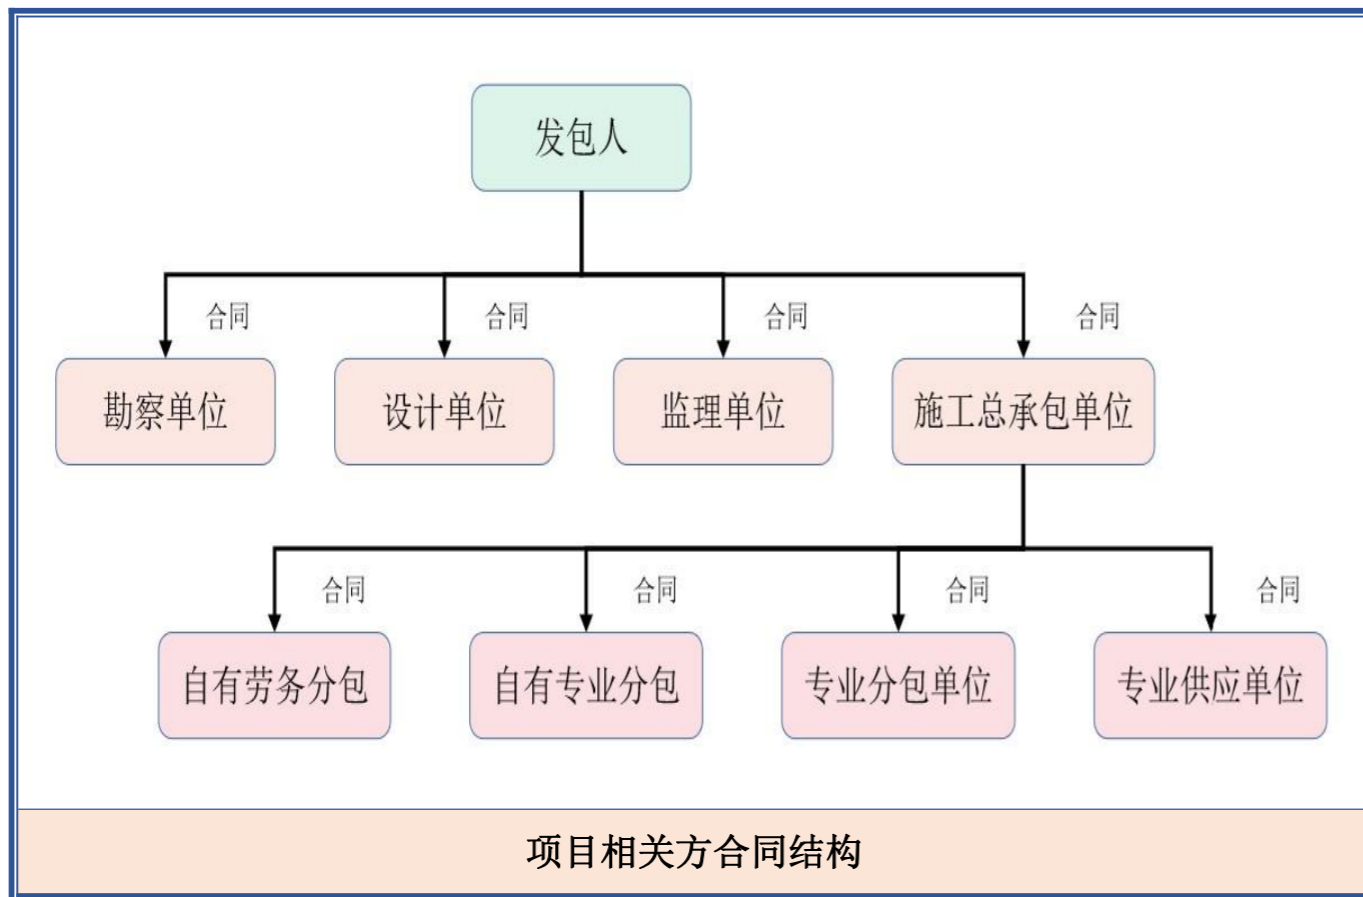 发包人
合同
合同
合同
合同
勘察单位
设计单位
监理单位
施工总承包单位
合同
合同
合同
合同
自有劳务分包
自有专业分包
专业分包单位
专业供应单位
项目相关方合同结构